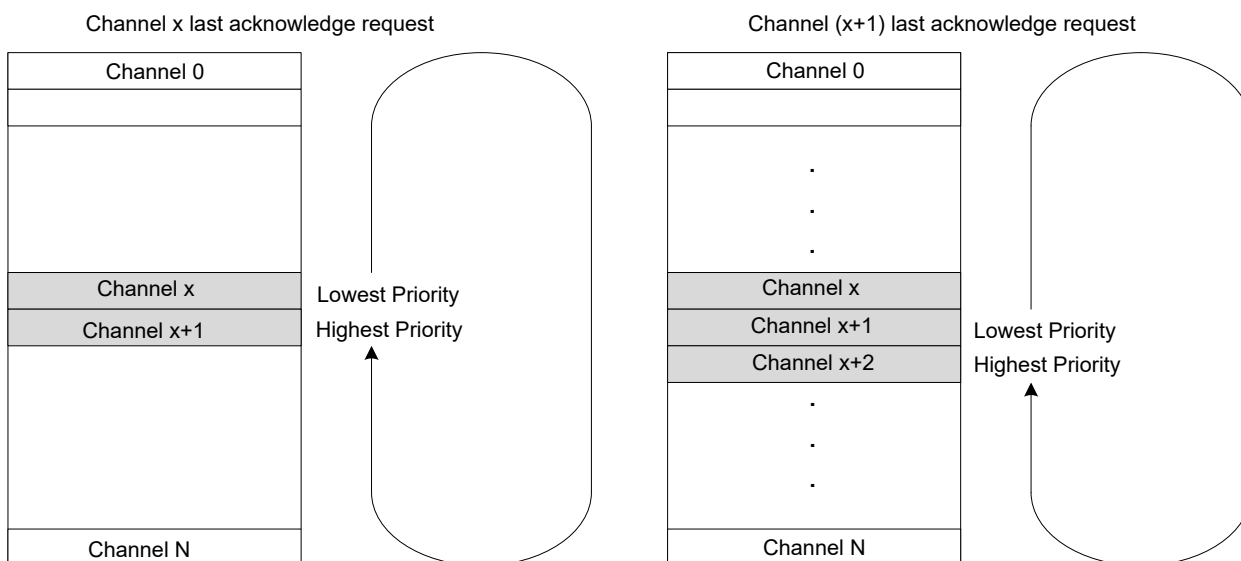 Channel x last acknowledge request
Channel 0
Channel x
Lowest Priority
Channel x+1
Highest Priority
Channel N
Channel (x+1) last acknowledge request
Channel 0
.
.
.
Channel x
Channel x+1
Lowest Priority
Channel x+2
Highest Priority
.
.
.
Channel N